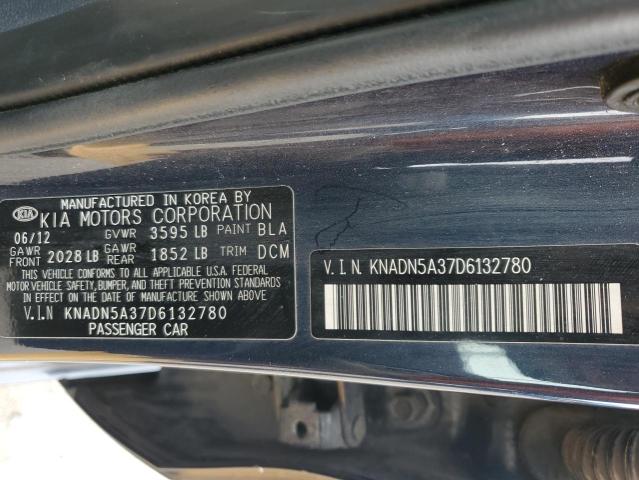 MANUFACTURED IN KOREA BY
KIA KIA MOTORS CORPORATION
06/12 GVWR 3595 LB PAINT BLA
GAWR FRONT 2028 LB GAWR REAR 1852 LB TRIM DCM
THIS VEHICLE CONFORMS TO ALL APPLICABLE U.S.A. FEDERAL
MOTOR VEHICLE SAFETY, BUMPER, AND THEFT PREVENTION STANDARDS
IN EFFECT ON THE DATE OF MANUFACTURE SHOWN ABOVE
V.I.N KNADN5A37D6132780
PASSENGER CAR
V.I.N. KNADN5A37D6132780